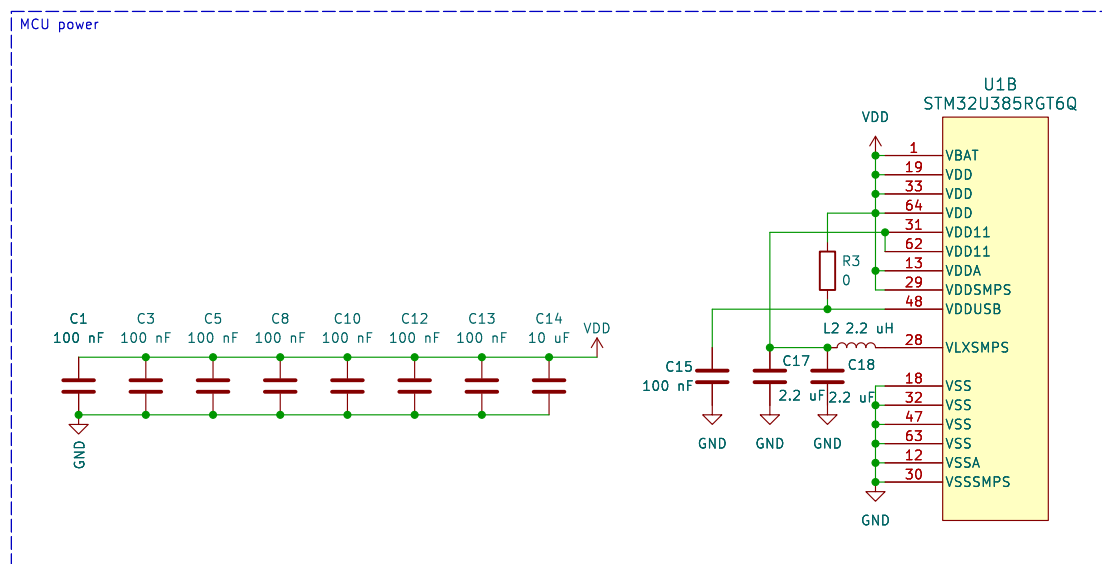 MCU power
U1B
STM32U385RGT6Q
VDD
1 VBAT
19 VDD
33 VDD
64 VDD
31 VDD11
62 VDD11
R3
0
13 VDDA
29 VDDSMPS
48 VDDUSB
C1 C3 C5 C8 C10 C12 C13 C14
100 nF 100 nF 100 nF 100 nF 100 nF 100 nF 100 nF 10 uF
VDD
L2 2.2 uH
28 VLXSMPS
C15
100 nF
C17
2.2 uF
C18
2.2 uF
18 VSS
32 VSS
47 VSS
63 VSS
12 VSSA
30 VSSSMPS
GND
GND
GND
GND
GND